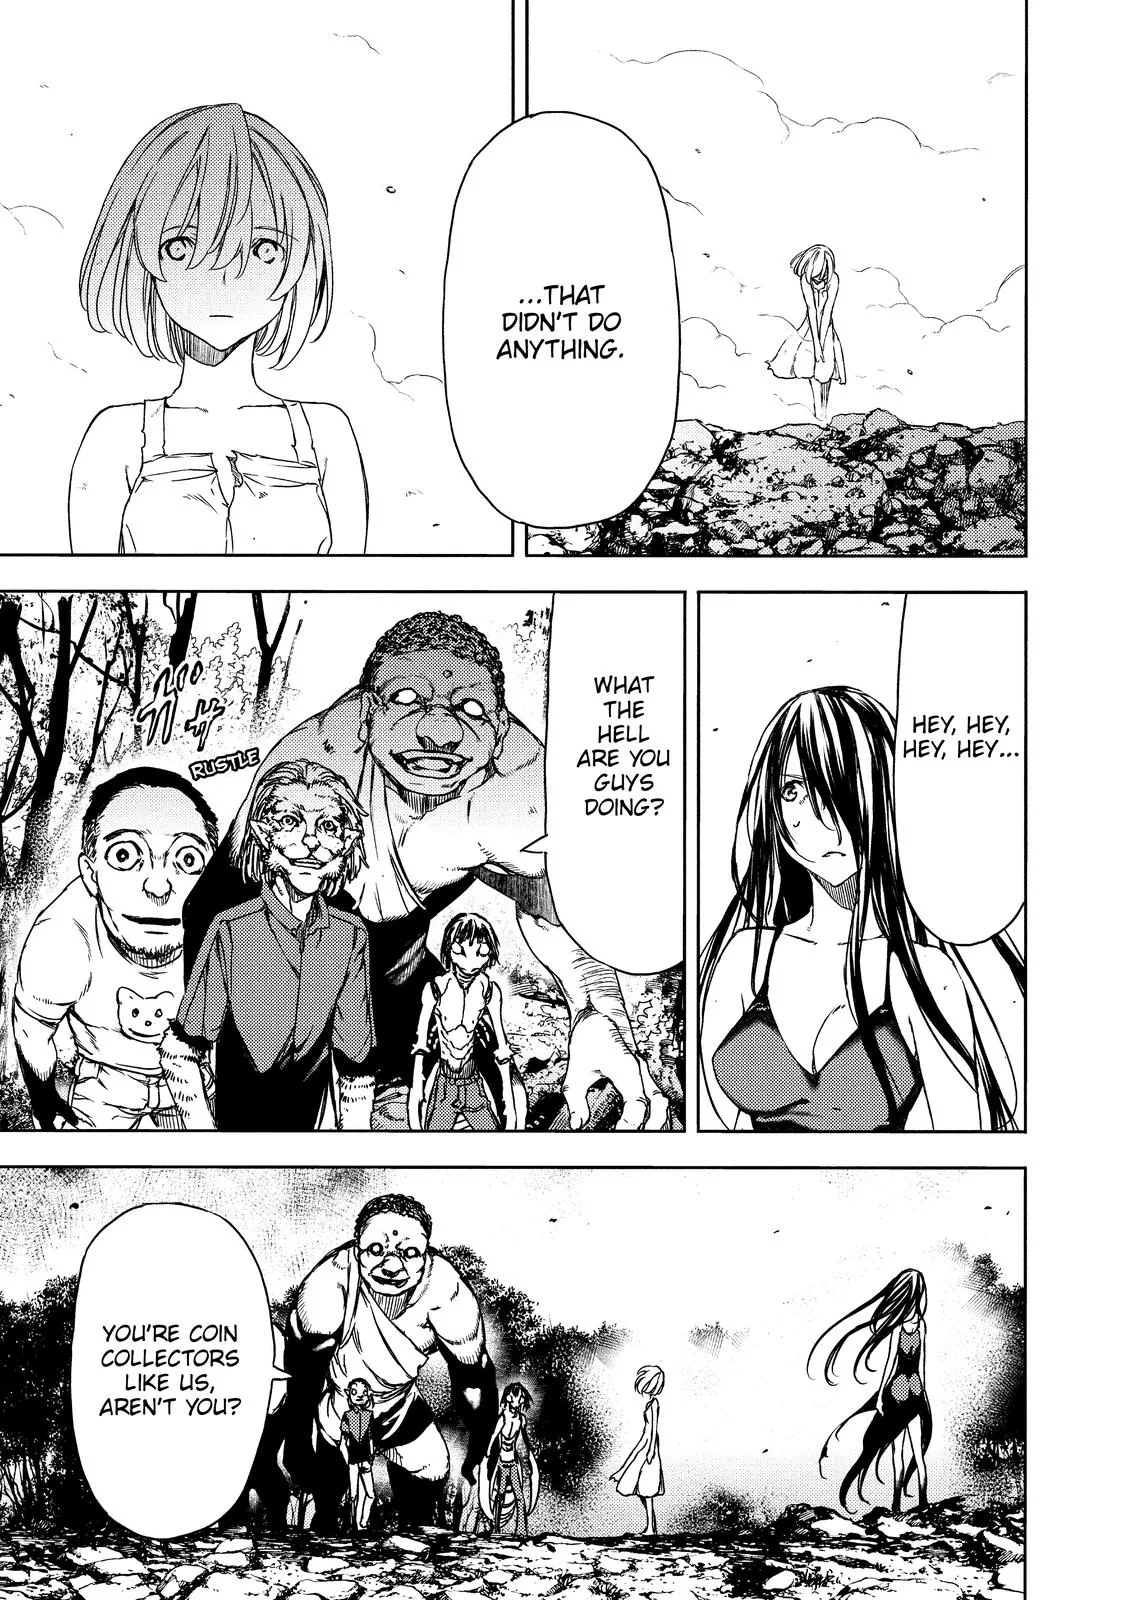 ...THAT
DIDN'T DO
ANYTHING.
HEY, HEY,
HEY, HEY...
WHAT
THE
HELL
ARE YOU
GUYS
DOING?
RUSTLE
YOU'RE COIN
COLLECTORS
LIKE US,
AREN'T YOU?